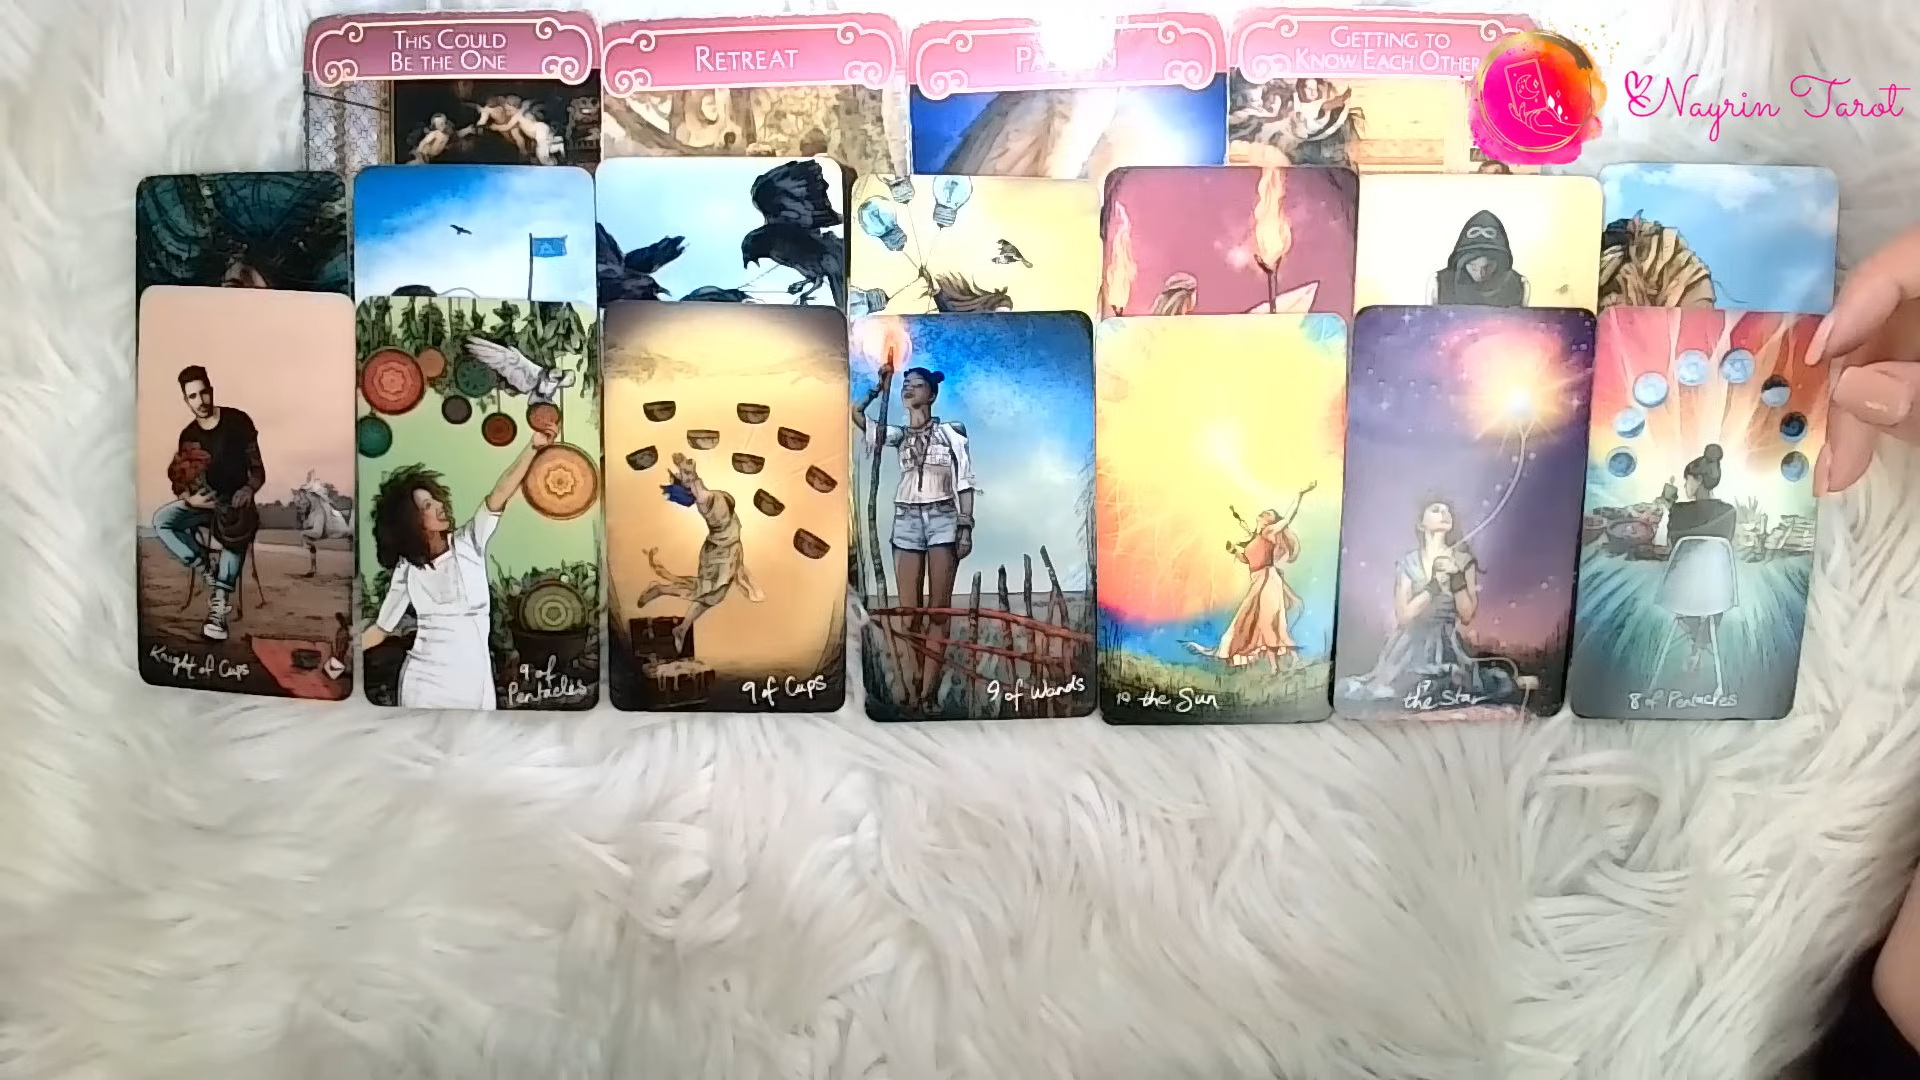 THIS COULD
BE THE ONE
RETREAT
GETTING TO
KNOW EACH OTHER
Nayrin Tarot
Knight of Cups
9 of
Pentacles
9 of Cups
9 of Wands
19 the Sun
17
the Star
8 of Pentacles